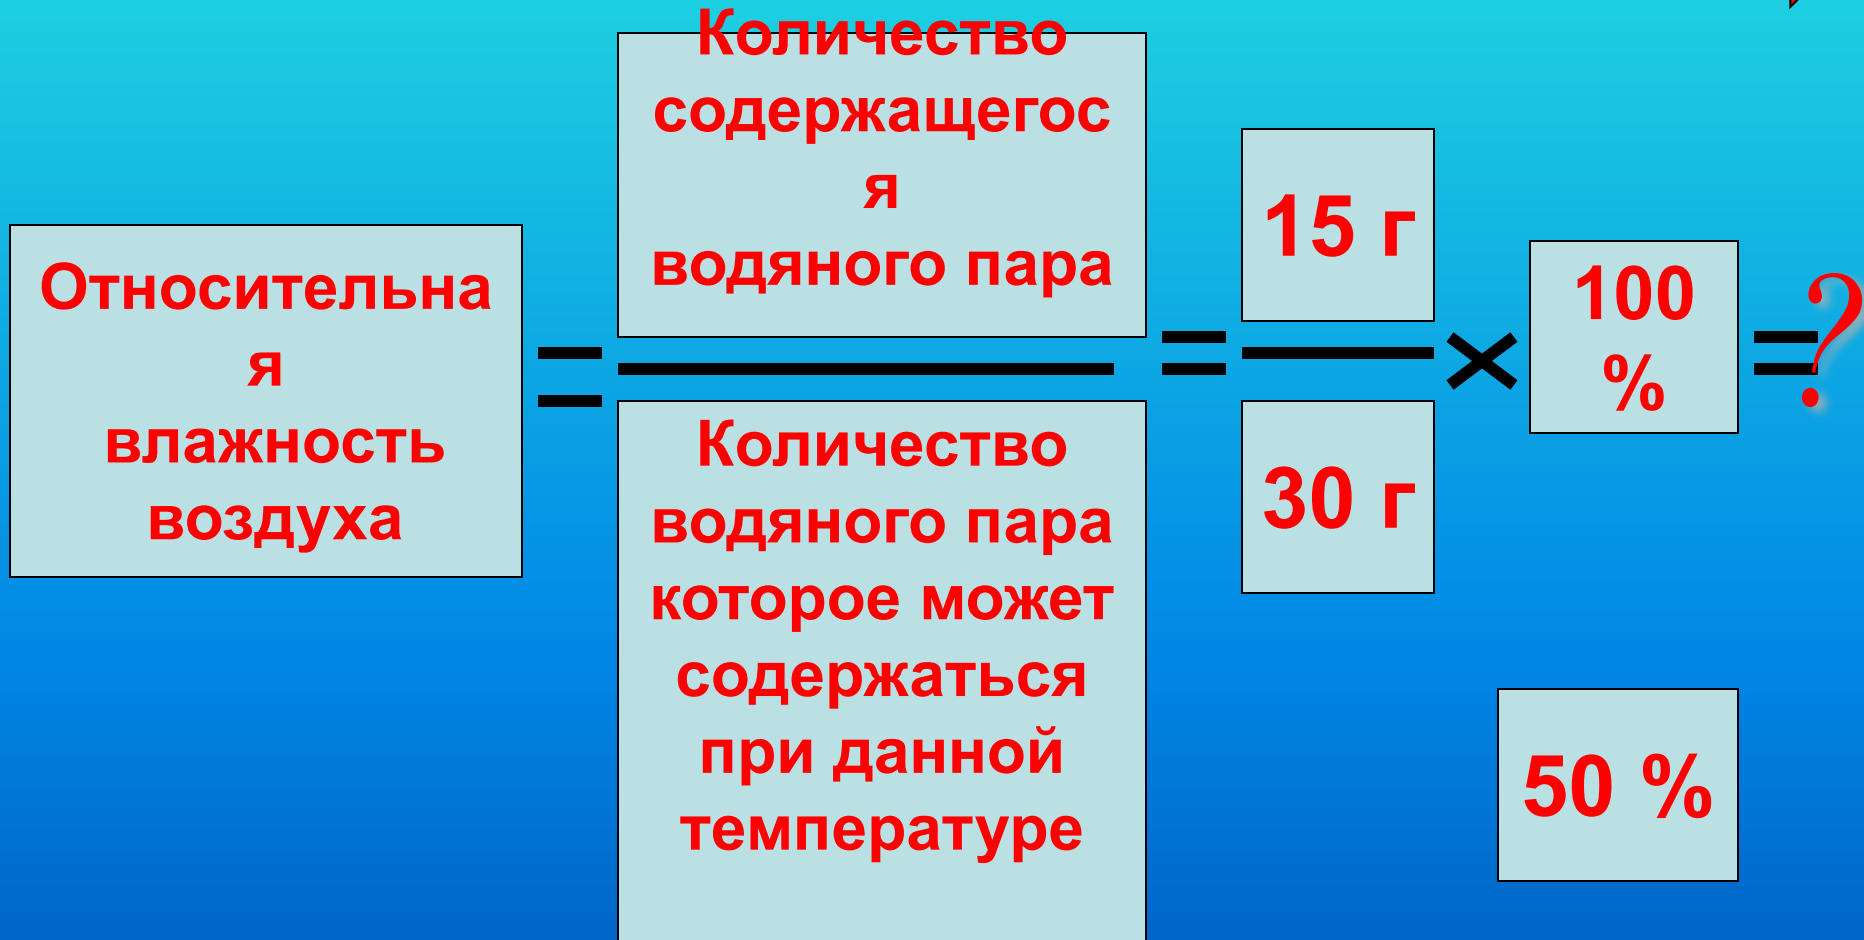 Количество
содержащегос
я
водяного пара
Относительна
я
влажность
воздуха
=
Количество
водяного пара
которое может
содержаться
при данной
температуре
=
15 г
30 г
×
100
%
=
?
50 %